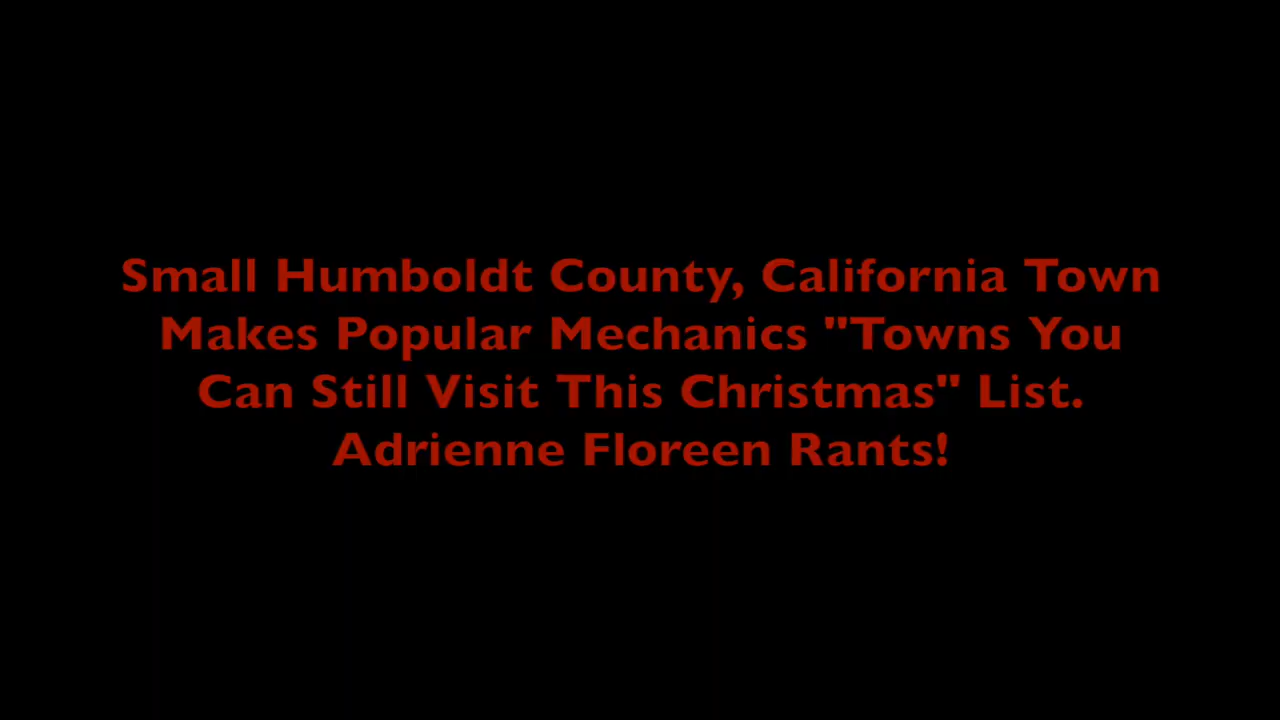 Small Humboldt County, California Town
Makes Popular Mechanics "Towns You
Can Still Visit This Christmas" List.
Adrienne Floreen Rants!